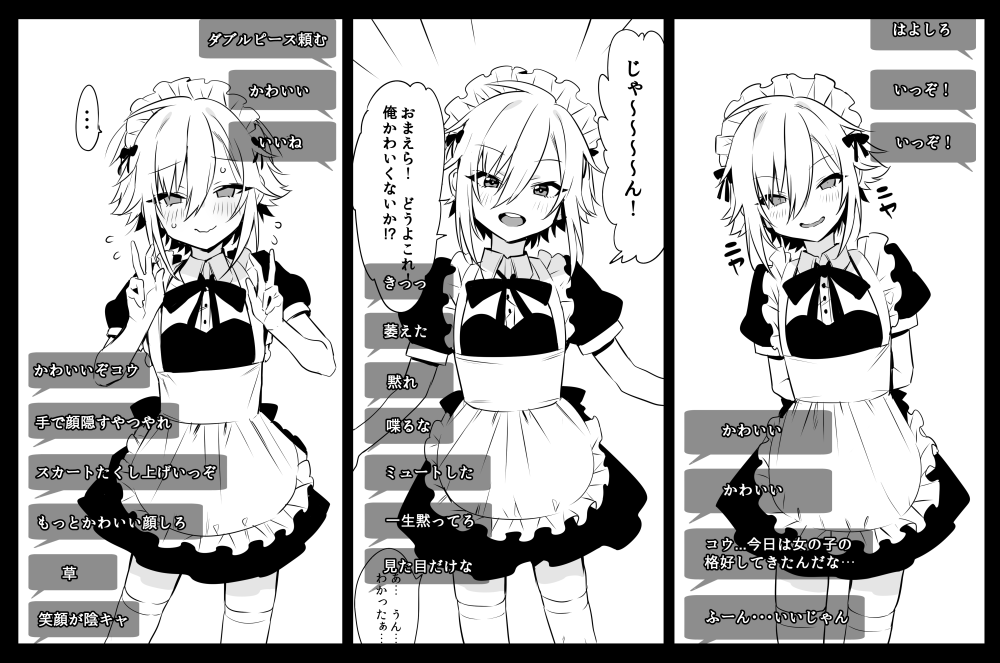 はよしろ
いっぞ！
いっぞ！
ニヤ
ニヤ
かわいい
かわいい
コウ…今日は女の子の
格好してきたんだな…
ふーん・・・いいじゃん
じゃ～～～～ん！
おまえら！　どうよこれ！
俺かわいくないか!?
きっつ
萎えた
黙れ
喋るな
ミュートした
一生黙ってろ
見た目だけな
ぁ…　うん…
わかったぁ…
ダブルピース頼む
かわいい
いいね
…
かわいいぞコウ
手で顔隠すやつやれ
スカートたくし上げいっぞ
もっとかわいい顔しろ
草
笑顔が陰キャ